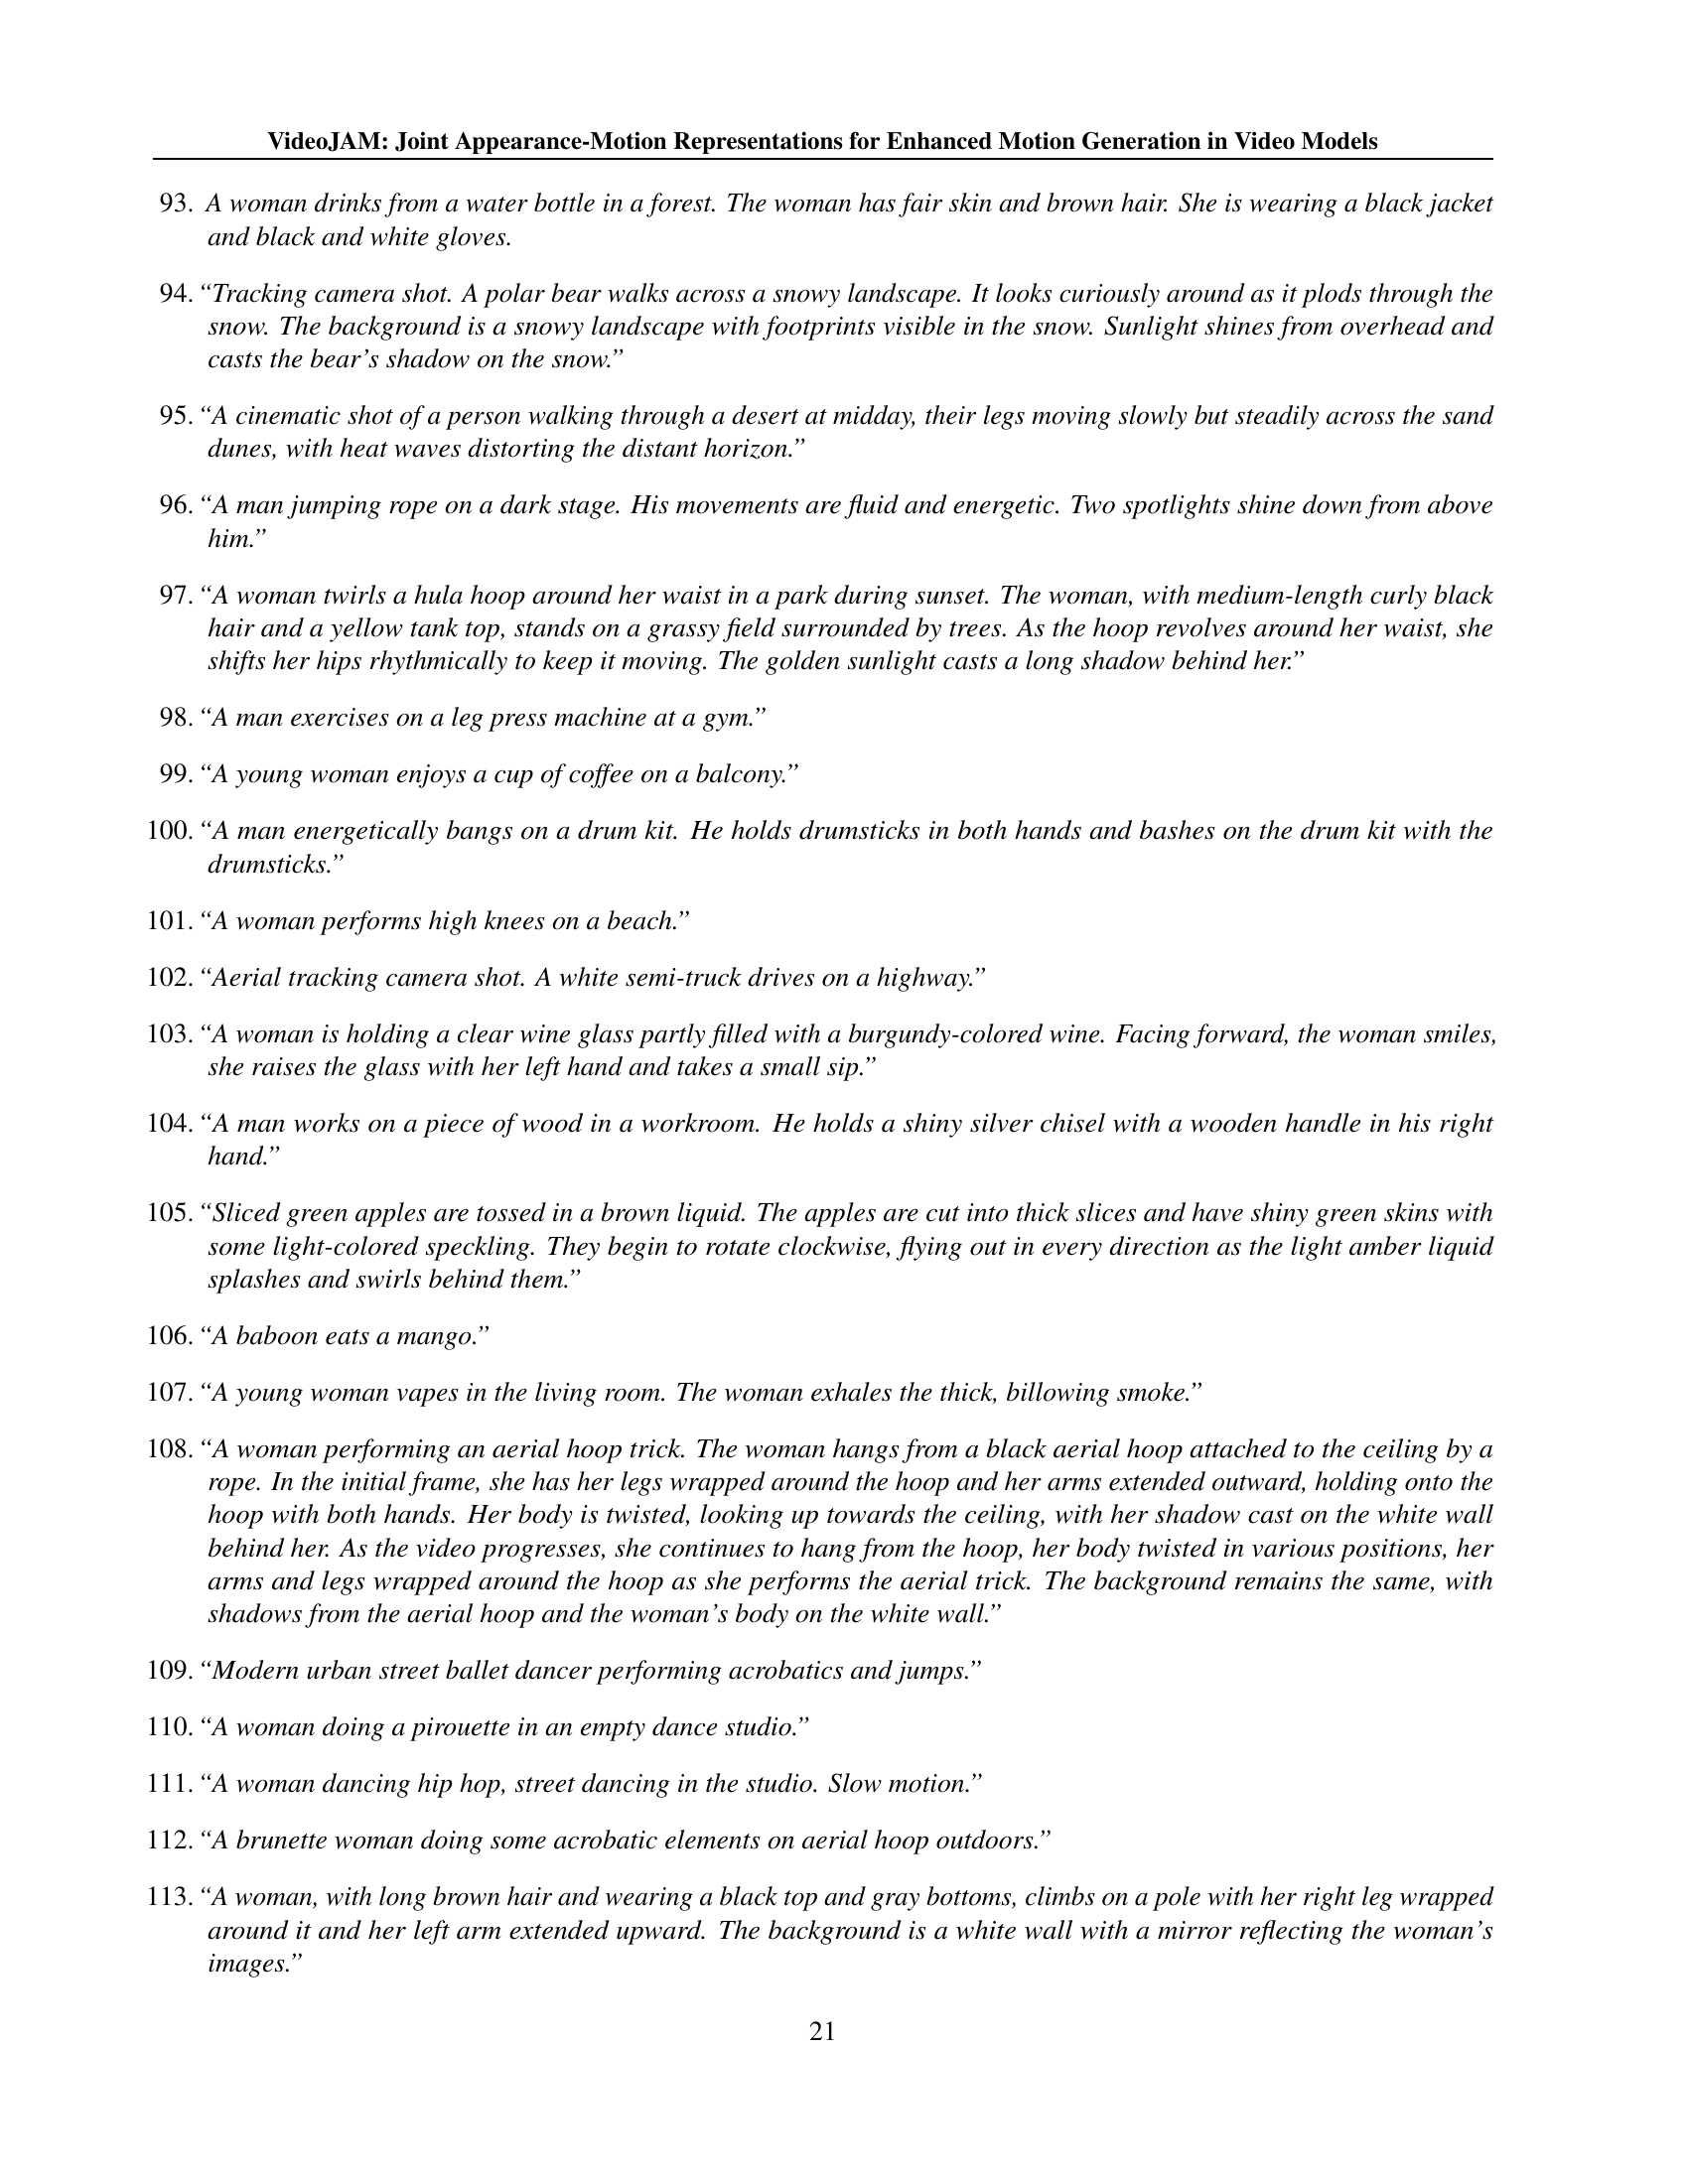 VideoJAM: Joint Appearance-Motion Representations for Enhanced Motion Generation in Video Models
93. A woman drinks from a water bottle in a forest. The woman has fair skin and brown hair. She is wearing a black jacket
and black and white gloves.
94. “Tracking camera shot. A polar bear walks across a snowy landscape. It looks curiously around as it plods through the
snow. The background is a snowy landscape with footprints visible in the snow. Sunlight shines from overhead and
casts the bear’s shadow on the snow.”
95. “A cinematic shot of a person walking through a desert at midday, their legs moving slowly but steadily across the sand
dunes, with heat waves distorting the distant horizon.”
96. “A man jumping rope on a dark stage. His movements are fluid and energetic. Two spotlights shine down from above
him.”
97. “A woman twirls a hula hoop around her waist in a park during sunset. The woman, with medium-length curly black
hair and a yellow tank top, stands on a grassy field surrounded by trees. As the hoop revolves around her waist, she
shifts her hips rhythmically to keep it moving. The golden sunlight casts a long shadow behind her.”
98. “A man exercises on a leg press machine at a gym.”
99. “A young woman enjoys a cup of coffee on a balcony.”
100. “A man energetically bangs on a drum kit. He holds drumsticks in both hands and bashes on the drum kit with the
drumsticks.”
101. “A woman performs high knees on a beach.”
102. “Aerial tracking camera shot. A white semi-truck drives on a highway.”
103. “A woman is holding a clear wine glass partly filled with a burgundy-colored wine. Facing forward, the woman smiles,
she raises the glass with her left hand and takes a small sip.”
104. “A man works on a piece of wood in a workroom. He holds a shiny silver chisel with a wooden handle in his right
hand.”
105. “Sliced green apples are tossed in a brown liquid. The apples are cut into thick slices and have shiny green skins with
some light-colored speckling. They begin to rotate clockwise, flying out in every direction as the light amber liquid
splashes and swirls behind them.”
106. “A baboon eats a mango.”
107. “A young woman vapes in the living room. The woman exhales the thick, billowing smoke.”
108. “A woman performing an aerial hoop trick. The woman hangs from a black aerial hoop attached to the ceiling by a
rope. In the initial frame, she has her legs wrapped around the hoop and her arms extended outward, holding onto the
hoop with both hands. Her body is twisted, looking up towards the ceiling, with her shadow cast on the white wall
behind her. As the video progresses, she continues to hang from the hoop, her body twisted in various positions, her
arms and legs wrapped around the hoop as she performs the aerial trick. The background remains the same, with
shadows from the aerial hoop and the woman’s body on the white wall.”
109. “Modern urban street ballet dancer performing acrobatics and jumps.”
110. “A woman doing a pirouette in an empty dance studio.”
111. “A woman dancing hip hop, street dancing in the studio. Slow motion.”
112. “A brunette woman doing some acrobatic elements on aerial hoop outdoors.”
113. “A woman, with long brown hair and wearing a black top and gray bottoms, climbs on a pole with her right leg wrapped
around it and her left arm extended upward. The background is a white wall with a mirror reflecting the woman’s
images.”
21